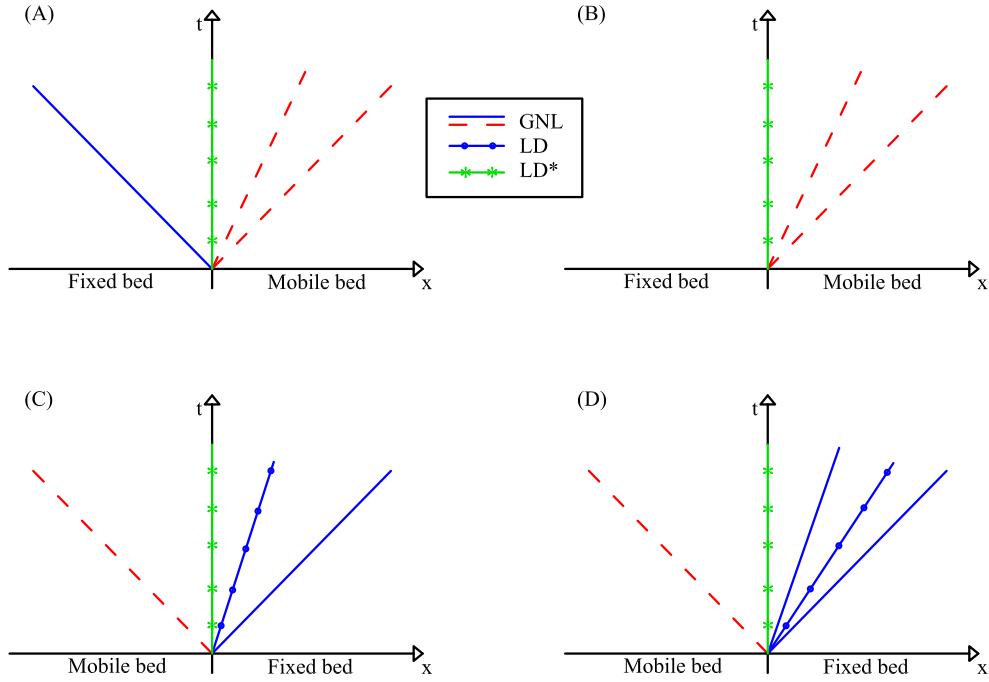 (A)
t
(B)
t
GNL
LD
LD*
Fixed bed
Mobile bed
x
Fixed bed
Mobile bed
x
(C)
t
(D)
t
Mobile bed
Fixed bed
x
Mobile bed
Fixed bed
x